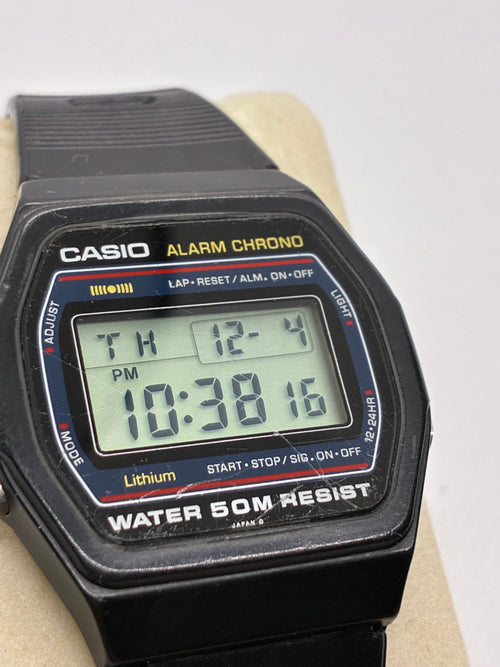 CASIO ALARM CHRONO
LAP•RESET/ALM. ON•OFF
ADJUST
LIGHT
TH 12-4
PM
10:38 16
MODE
12•24HR
Lithium
START•STOP/SIG. ON•OFF
WATER 50M RESIST
JAPAN D